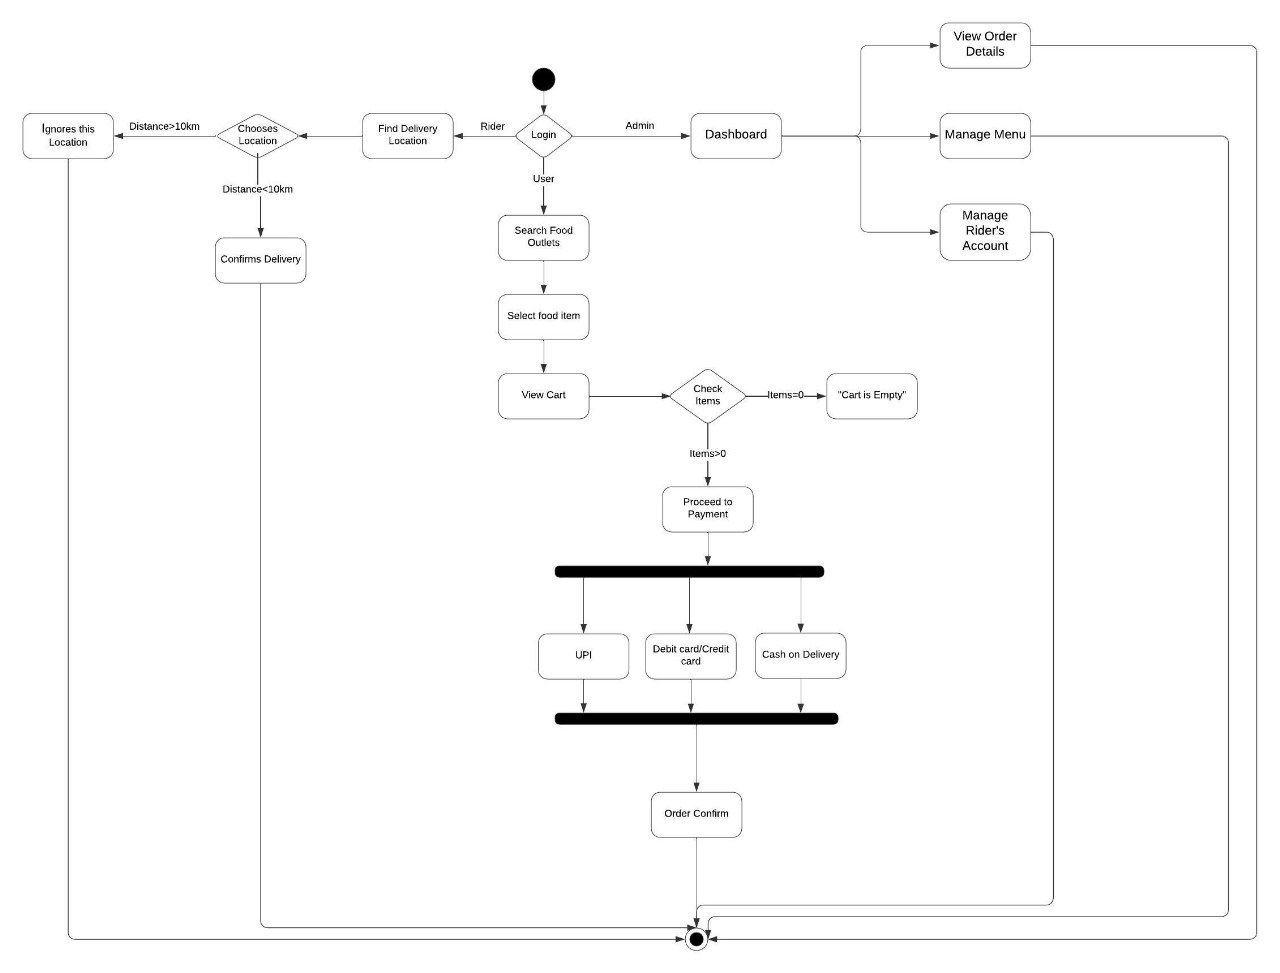 View Order
Details
Ignores this
Location
Distance>10km
Chooses
Location
Find Delivery
Location
Rider
Login
Admin
Dashboard
Manage Menu
User
Distance<10km
Manage
Rider's
Account
Search Food
Outlets
Confirms Delivery
Select food item
View Cart
Check
Items
Items=0
"Cart is Empty"
Items>0
Proceed to
Payment
UPI
Debit card/Credit
card
Cash on Delivery
Order Confirm